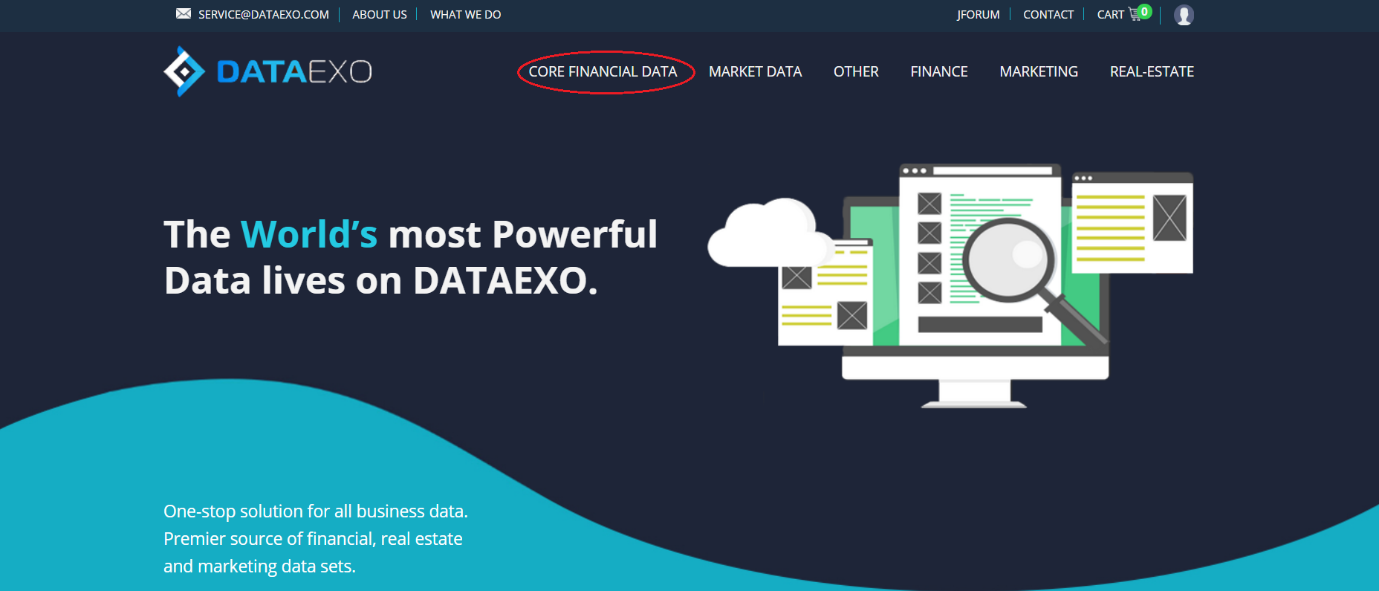 SERVICE@DATAEXO.COM ABOUT US WHAT WE DO JFORUM CONTACT CART 0
DATAEXO CORE FINANCIAL DATA MARKET DATA OTHER FINANCE MARKETING REAL-ESTATE
The World’s most Powerful
Data lives on DATAEXO.
One-stop solution for all business data.
Premier source of financial, real estate
and marketing data sets.